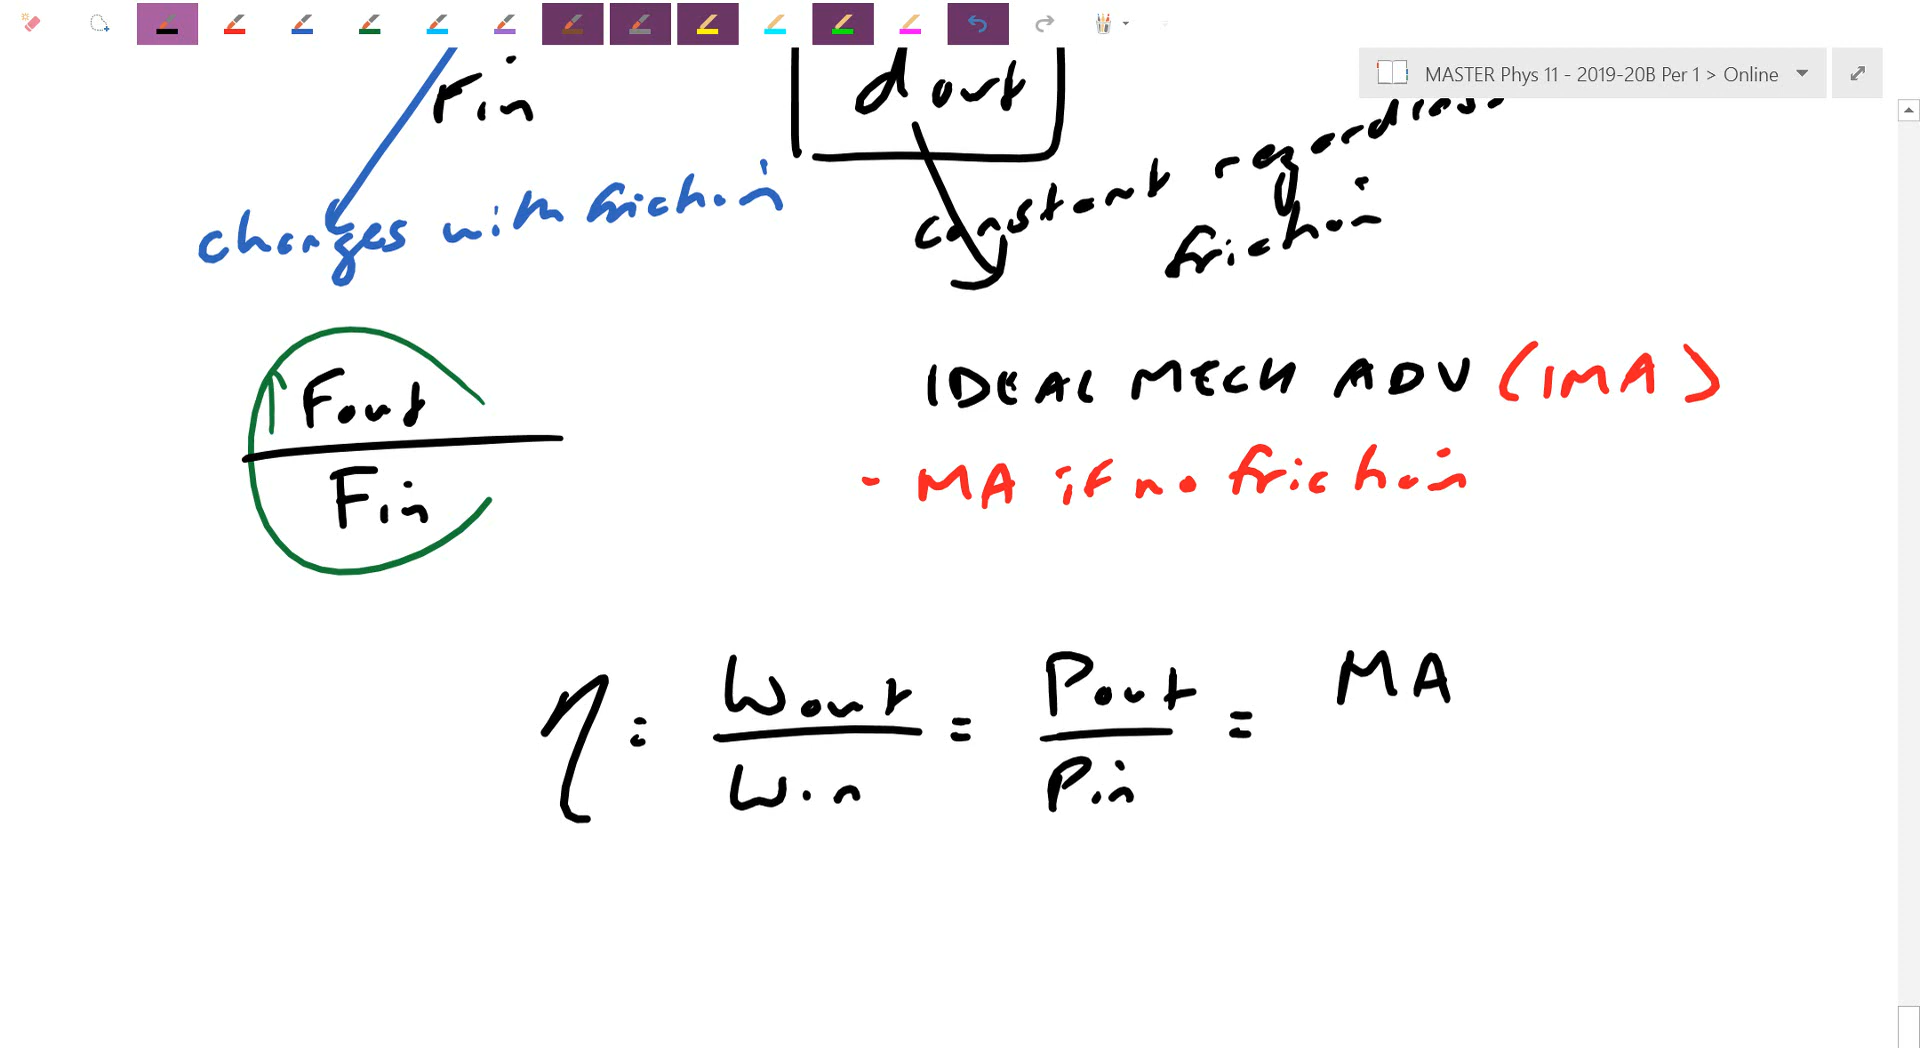 MASTER Phys 11 - 2019-20B Per 1 > Online
Fin
dout
changes with friction
constant regardless
friction
Fout
Fin
IDEAL MECH ADV (IMA)
- MA if no friction
η = Wout / Win = Pout / Pin = MA